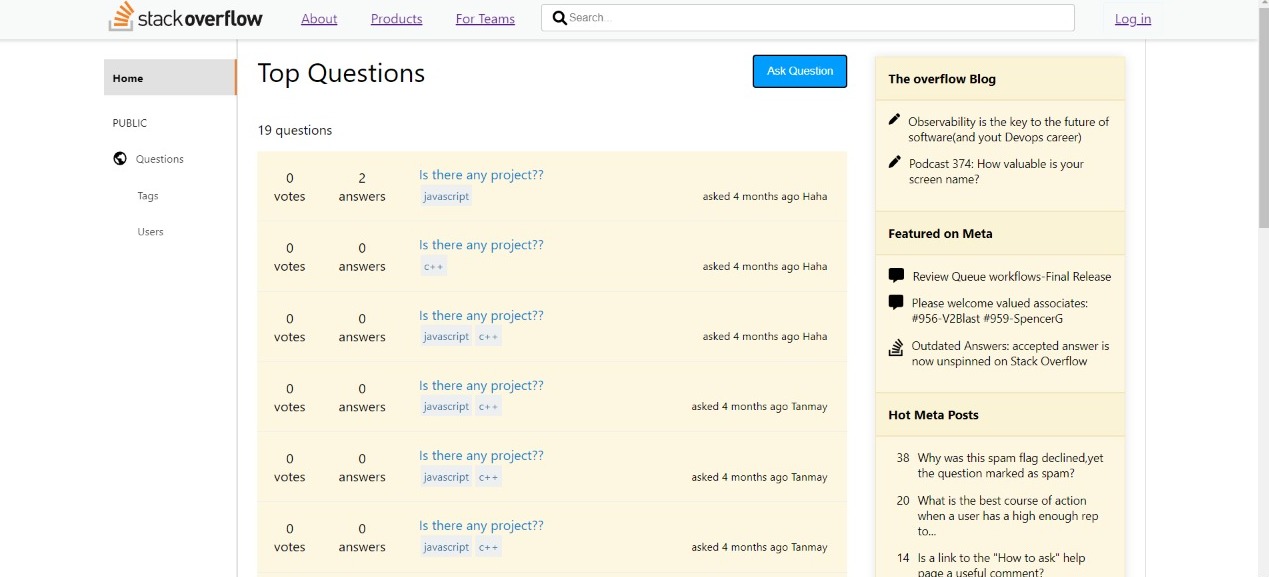 stack overflow
About
Products
For Teams
Search...
Log in
Home
PUBLIC
Questions
Tags
Users
Top Questions
Ask Question
19 questions
0
votes
2
answers
Is there any project??
javascript
asked 4 months ago Haha
0
votes
0
answers
Is there any project??
c++
asked 4 months ago Haha
0
votes
0
answers
Is there any project??
javascript c++
asked 4 months ago Haha
0
votes
0
answers
Is there any project??
javascript c++
asked 4 months ago Tanmay
0
votes
0
answers
Is there any project??
javascript c++
asked 4 months ago Tanmay
0
votes
0
answers
Is there any project??
javascript c++
asked 4 months ago Tanmay
The overflow Blog
Observability is the key to the future of
software(and yout Devops career)
Podcast 374: How valuable is your
screen name?
Featured on Meta
Review Queue workflows-Final Release
Please welcome valued associates:
#956-V2Blast #959-SpencerG
Outdated Answers: accepted answer is
now unspinned on Stack Overflow
Hot Meta Posts
38 Why was this spam flag declined,yet
the question marked as spam?
20 What is the best course of action
when a user has a high enough rep
to...
14 Is a link to the "How to ask" help
page a useful comment?